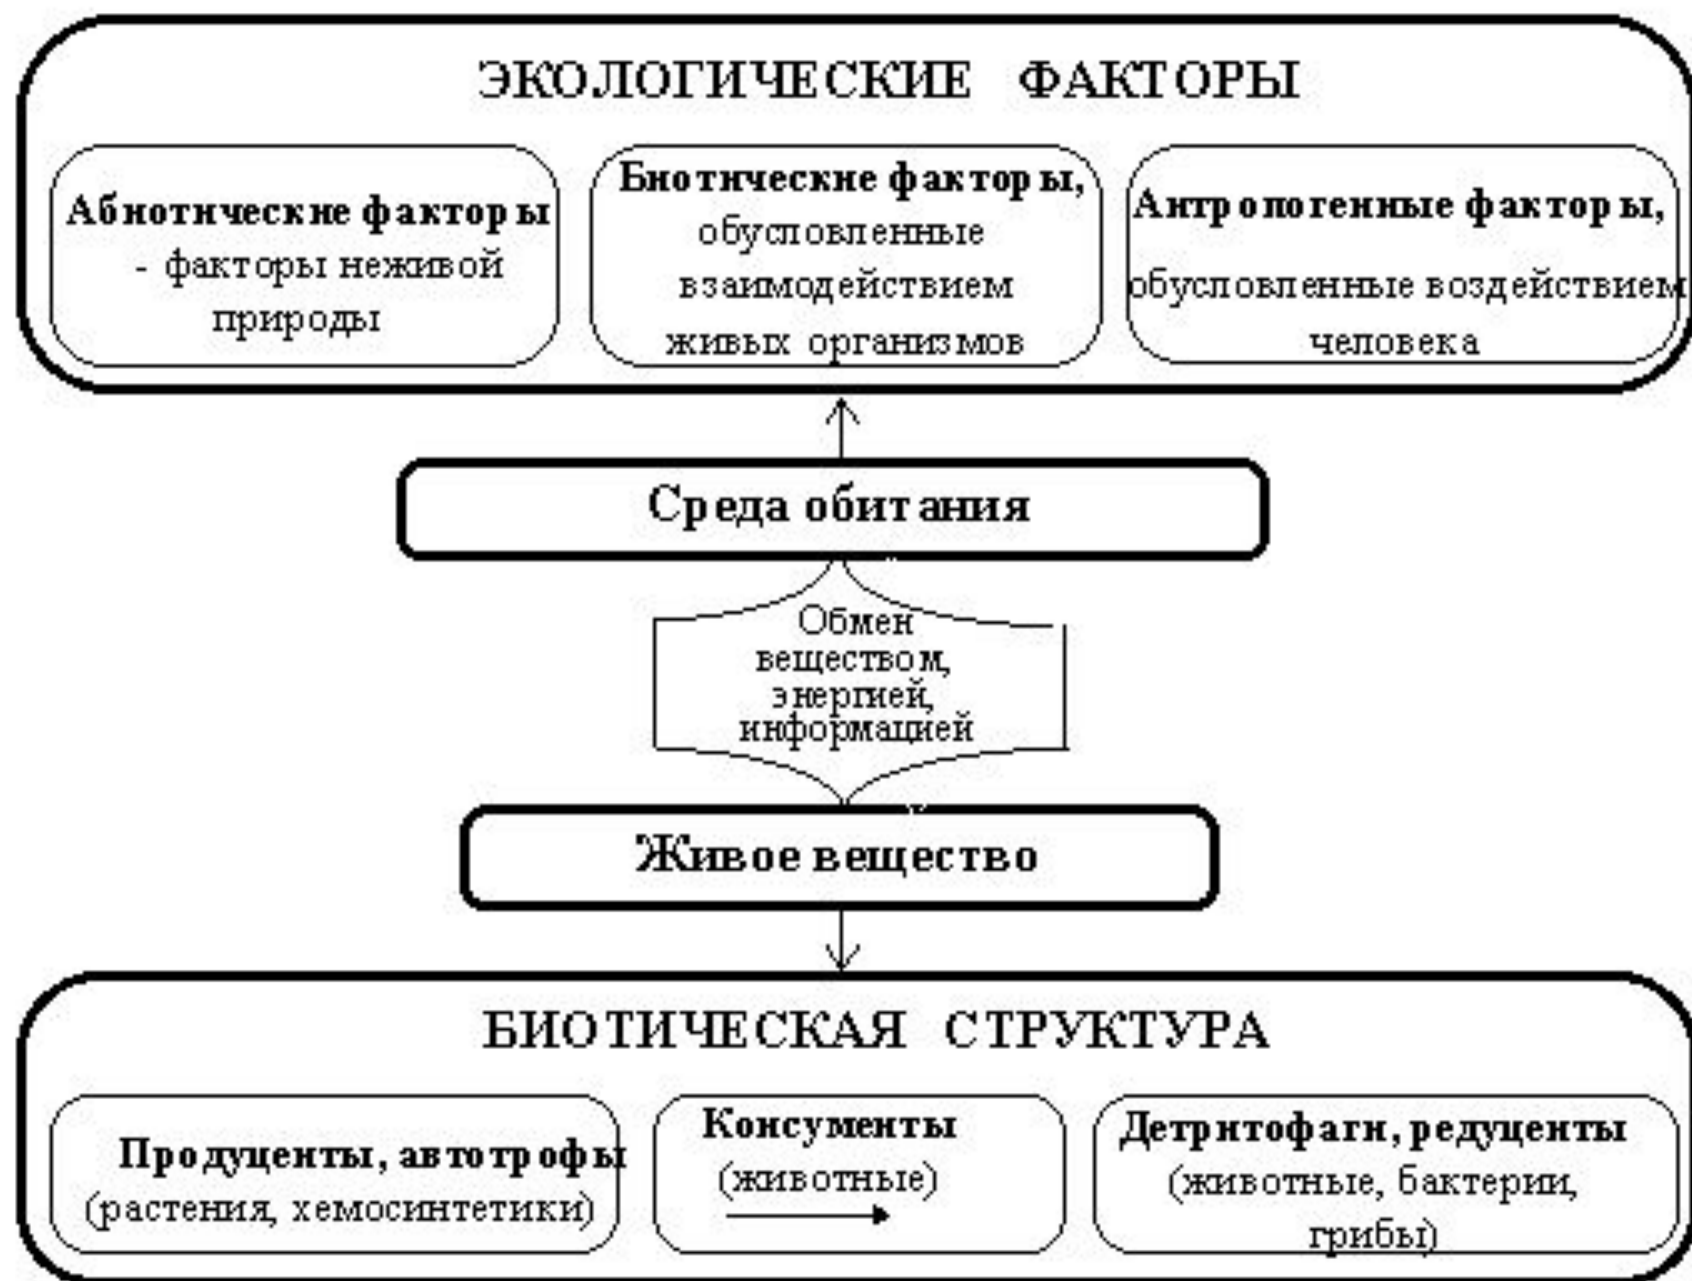 ЭКОЛОГИЧЕСКИЕ ФАКТОРЫ
Абиотические факторы
- факторы неживой
природы
Биотические факторы,
обусловленные
взаимодействием
живых организмов
Антропогенные факторы,
обусловленные воздействием
человека
Среда обитания
Обмен
веществом,
энергией,
информацией
Живое вещество
БИОТИЧЕСКАЯ СТРУКТУРА
Продуценты, автотрофы
(растения, хемосинтетики)
Консументы
(животные)
Детритофаги, редуценты
(животные, бактерии,
грибы)